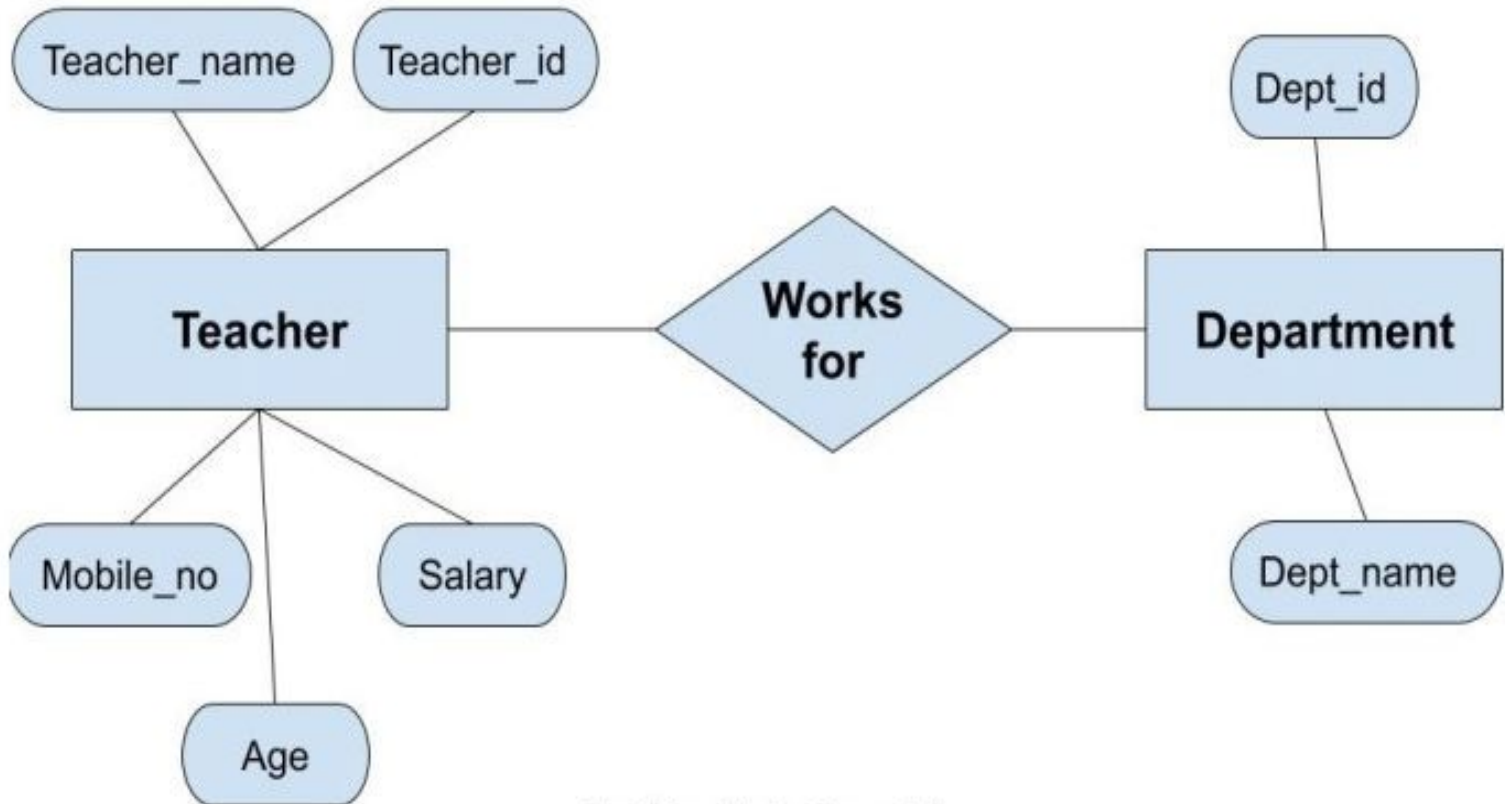 Teacher_name
Teacher_id
Dept_id
Teacher
Works
for
Department
Mobile_no
Salary
Dept_name
Age